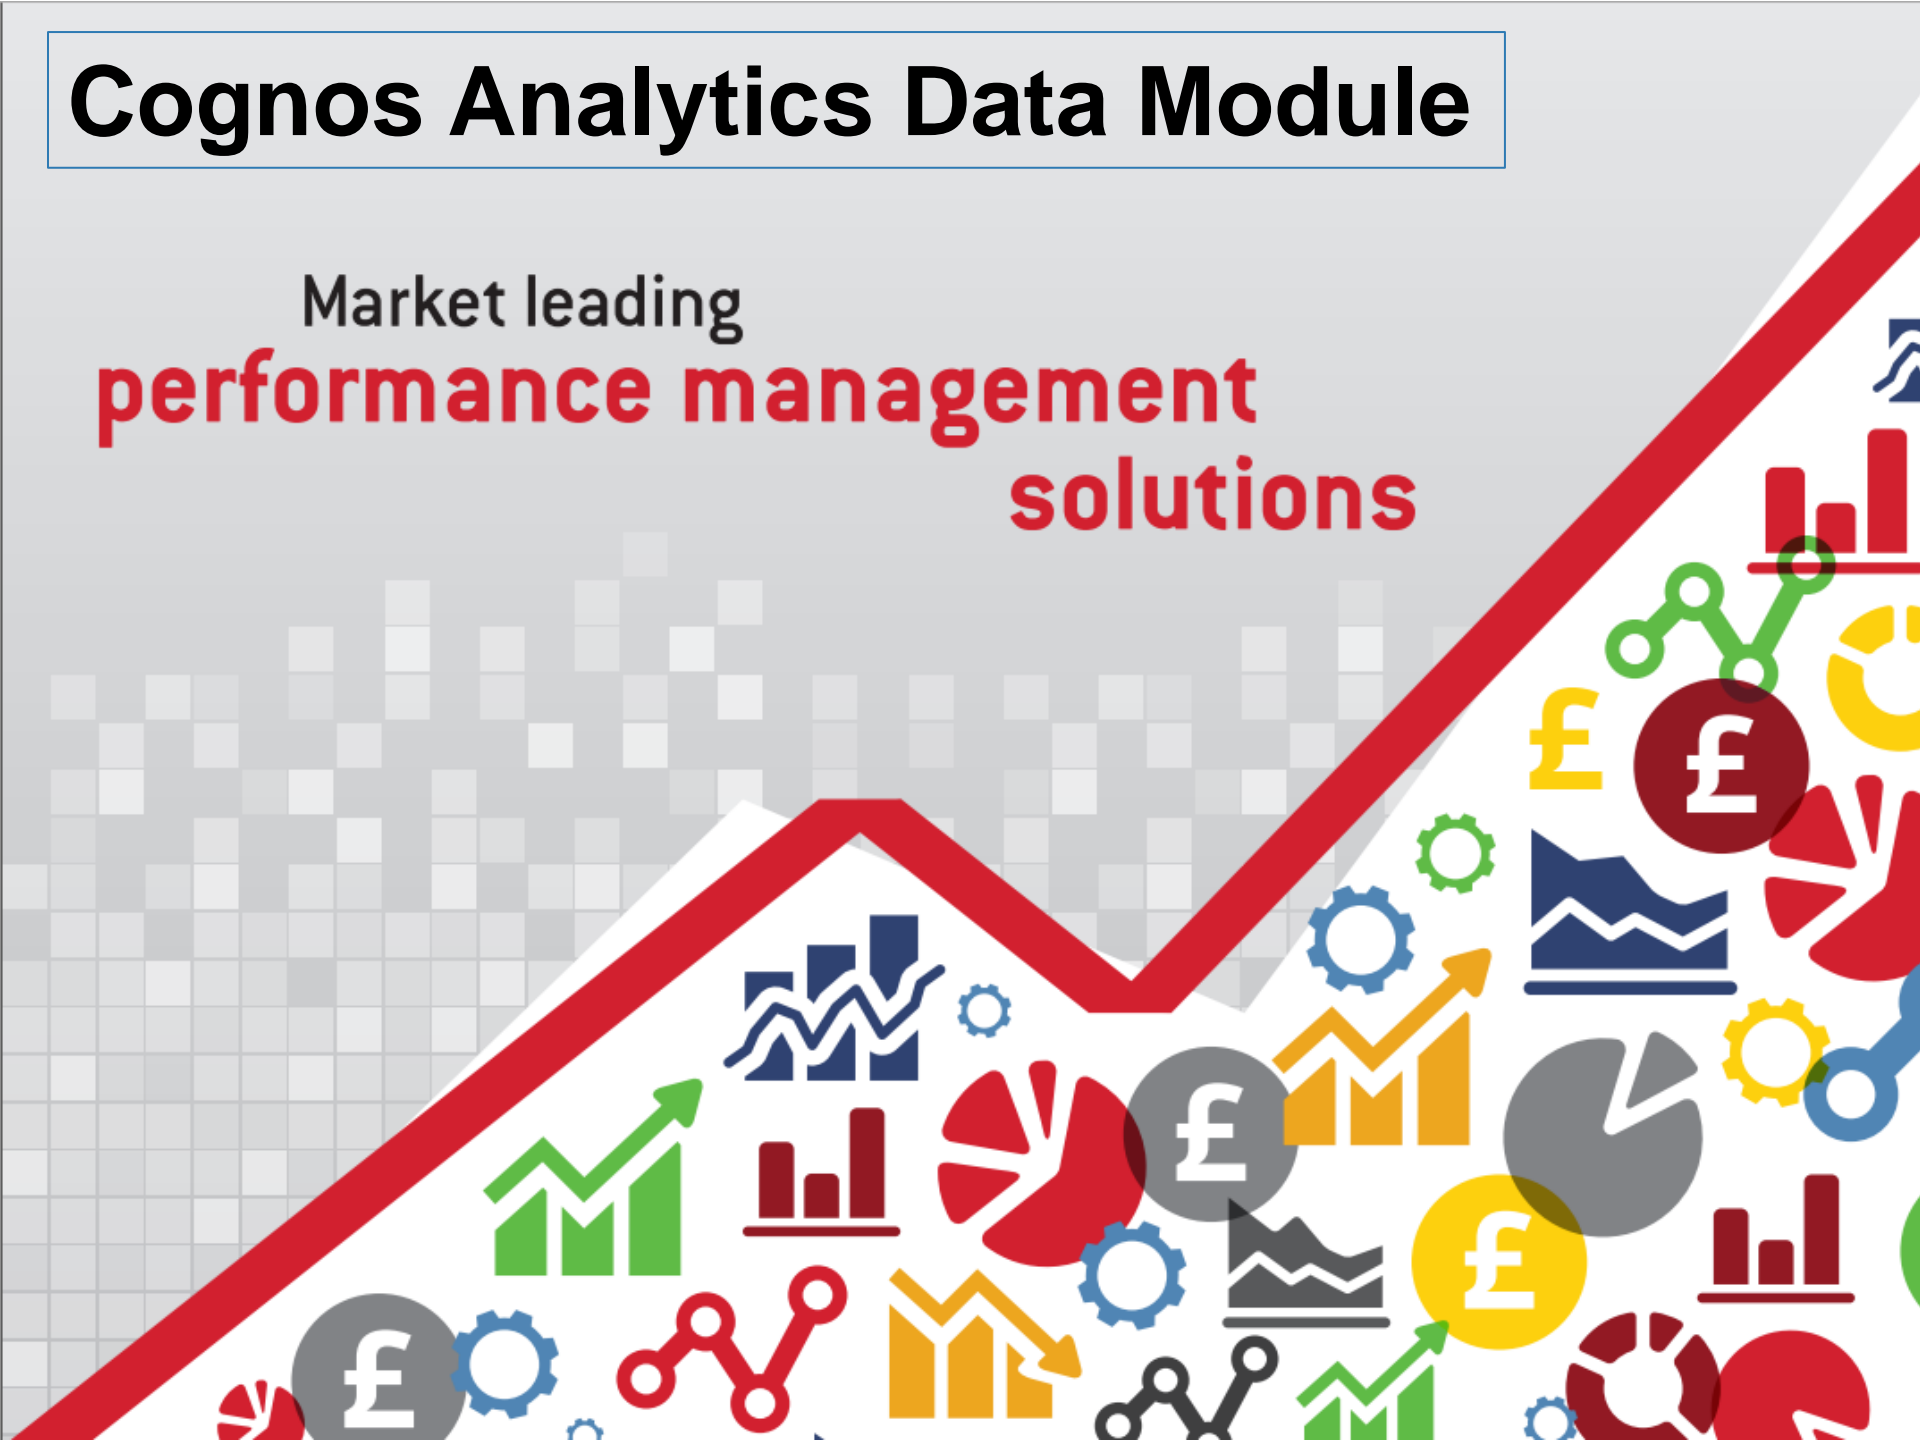 Cognos Analytics Data Module
Market leading
performance management
solutions
£
£
£
£
£